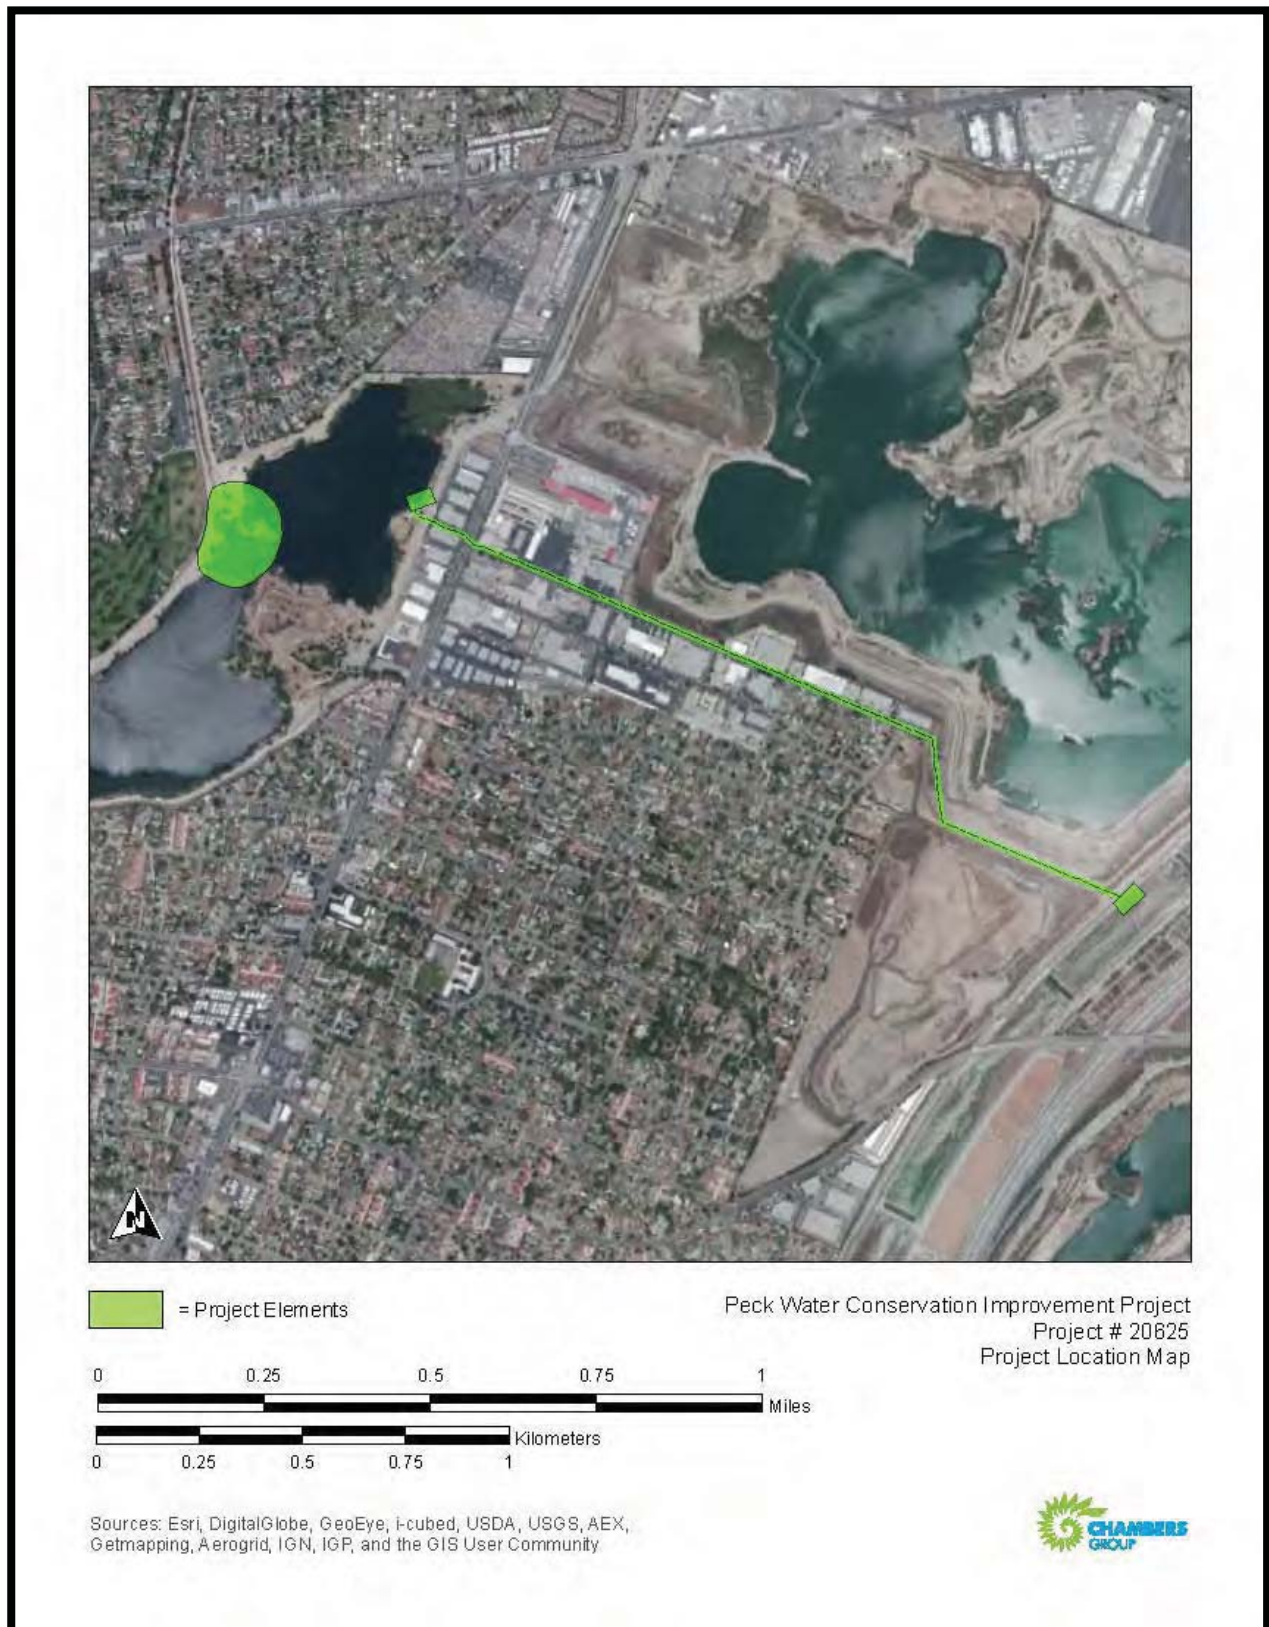 N
= Project Elements
Peck Water Conservation Improvement Project
Project # 20625
Project Location Map
0 0.25 0.5 0.75 1
Miles
Kilometers
0 0.25 0.5 0.75 1
Sources: Esri, DigitalGlobe, GeoEye, i-cubed, USDA, USGS, AEX,
Getmapping, Aerogrid, IGN, IGP, and the GIS User Community
CHAMBERS
GROUP